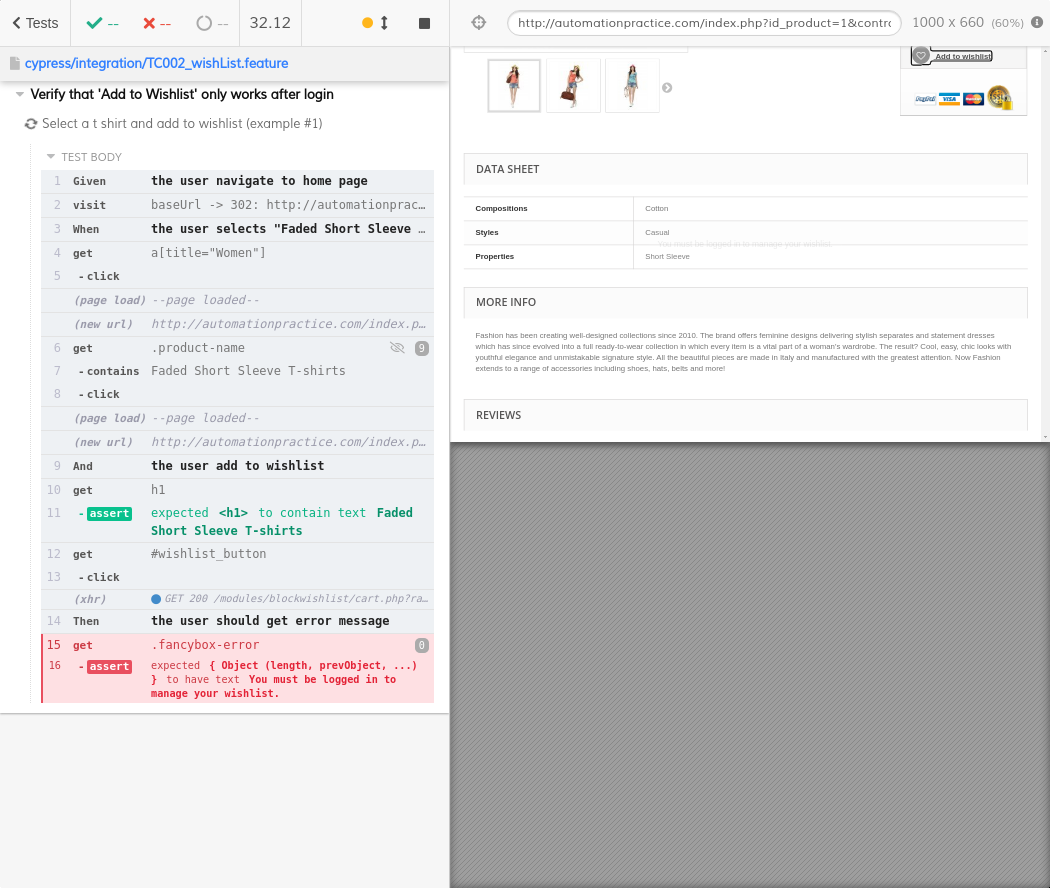 Tests
--
--
--
32.12
http://automationpractice.com/index.php?id_product=1&contro
1000 x 660 (60%)
cypress/integration/TC002_wishList.feature
Verify that 'Add to Wishlist' only works after login
Select a t shirt and add to wishlist (example #1)
TEST BODY
1 Given the user navigate to home page
2 visit baseUrl -> 302: http://automationprac…
3 When the user selects "Faded Short Sleeve …
4 get a[title="Women"]
5 - click
(page load) --page loaded--
(new url) http://automationpractice.com/index.p…
6 get .product-name 9
7 - contains Faded Short Sleeve T-shirts
8 - click
(page load) --page loaded--
(new url) http://automationpractice.com/index.p…
9 And the user add to wishlist
10 get h1
11 - assert expected <h1> to contain text Faded
Short Sleeve T-shirts
12 get #wishlist_button
13 - click
(xhr) GET 200 /modules/blockwishlist/cart.php?ra…
14 Then the user should get error message
15 get .fancybox-error 0
16 - assert expected { Object (length, prevObject, ...)
} to have text You must be logged in to
manage your wishlist.
Add to wishlist
PayPal VISA MasterCard
DATA SHEET
Compositions Cotton
Styles Casual
You must be logged in to manage your wishlist.
Properties Short Sleeve
MORE INFO
Fashion has been creating well-designed collections since 2010. The brand offers feminine designs delivering stylish separates and statement dresses
which has since evolved into a full ready-to-wear collection in which every item is a vital part of a woman's wardrobe. The result? Cool, easy, chic looks with
youthful elegance and unmistakable signature style. All the beautiful pieces are made in Italy and manufactured with the greatest attention. Now Fashion
extends to a range of accessories including shoes, hats, belts and more!
REVIEWS